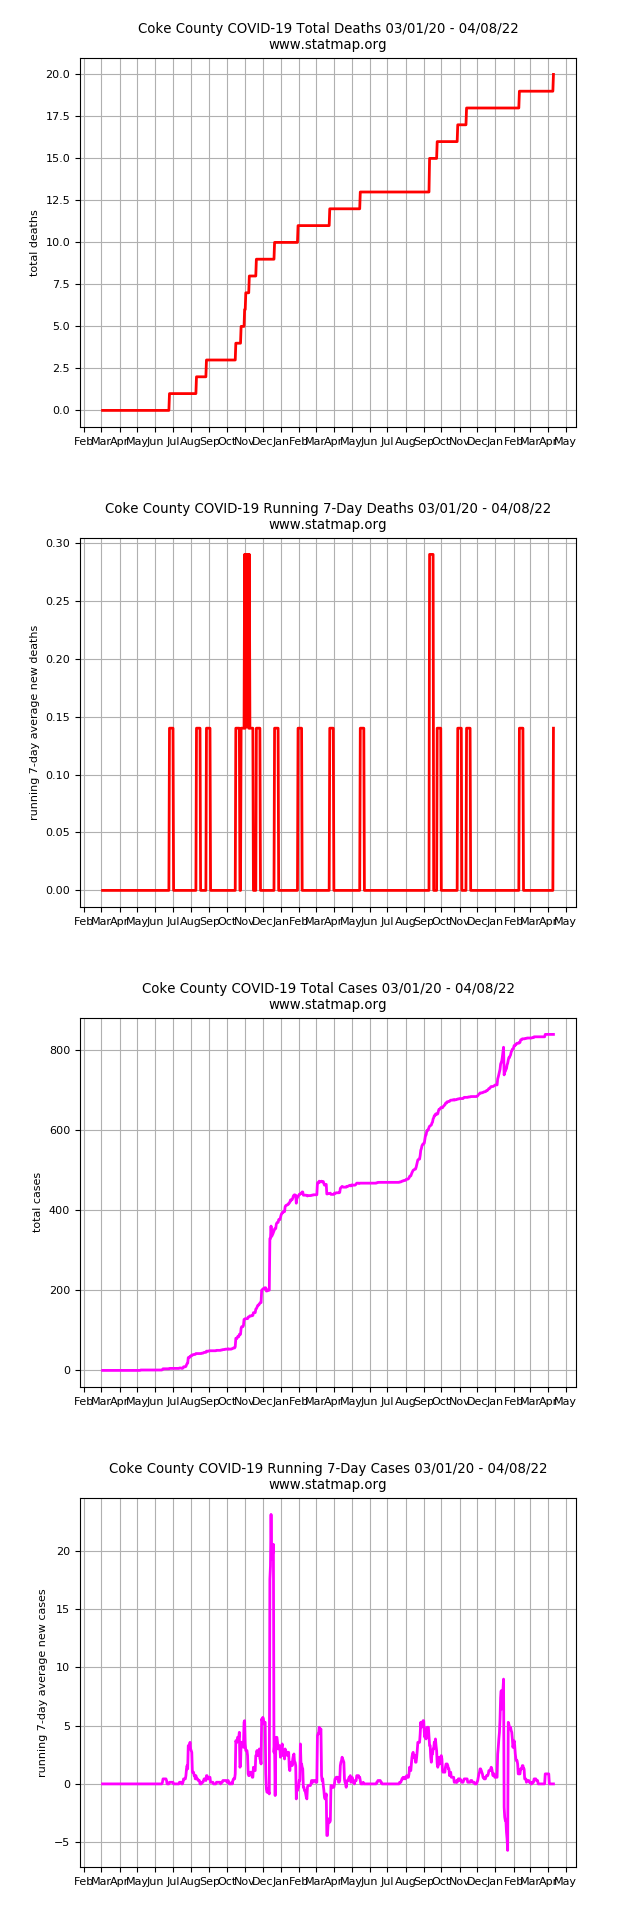 Coke County COVID-19 Total Deaths 03/01/20 - 04/08/22
www.statmap.org
20.0
17.5
15.0
12.5
10.0
7.5
5.0
2.5
0.0
total deaths
Feb Mar Apr May Jun Jul Aug Sep Oct Nov Dec Jan Feb Mar Apr May Jun Jul Aug Sep Oct Nov Dec Jan Feb Mar Apr May
Coke County COVID-19 Running 7-Day Deaths 03/01/20 - 04/08/22
www.statmap.org
0.30
0.25
0.20
0.15
0.10
0.05
0.00
running 7-day average new deaths
Feb Mar Apr May Jun Jul Aug Sep Oct Nov Dec Jan Feb Mar Apr May Jun Jul Aug Sep Oct Nov Dec Jan Feb Mar Apr May
Coke County COVID-19 Total Cases 03/01/20 - 04/08/22
www.statmap.org
800
600
400
200
0
total cases
Feb Mar Apr May Jun Jul Aug Sep Oct Nov Dec Jan Feb Mar Apr May Jun Jul Aug Sep Oct Nov Dec Jan Feb Mar Apr May
Coke County COVID-19 Running 7-Day Cases 03/01/20 - 04/08/22
www.statmap.org
20
15
10
5
0
−5
running 7-day average new cases
Feb Mar Apr May Jun Jul Aug Sep Oct Nov Dec Jan Feb Mar Apr May Jun Jul Aug Sep Oct Nov Dec Jan Feb Mar Apr May